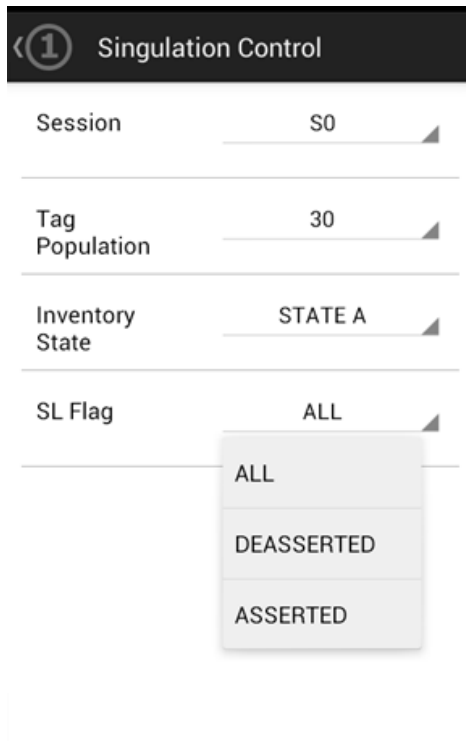 1 Singulation Control
Session S0
Tag
Population 30
Inventory
State STATE A
SL Flag ALL
ALL
DEASSERTED
ASSERTED